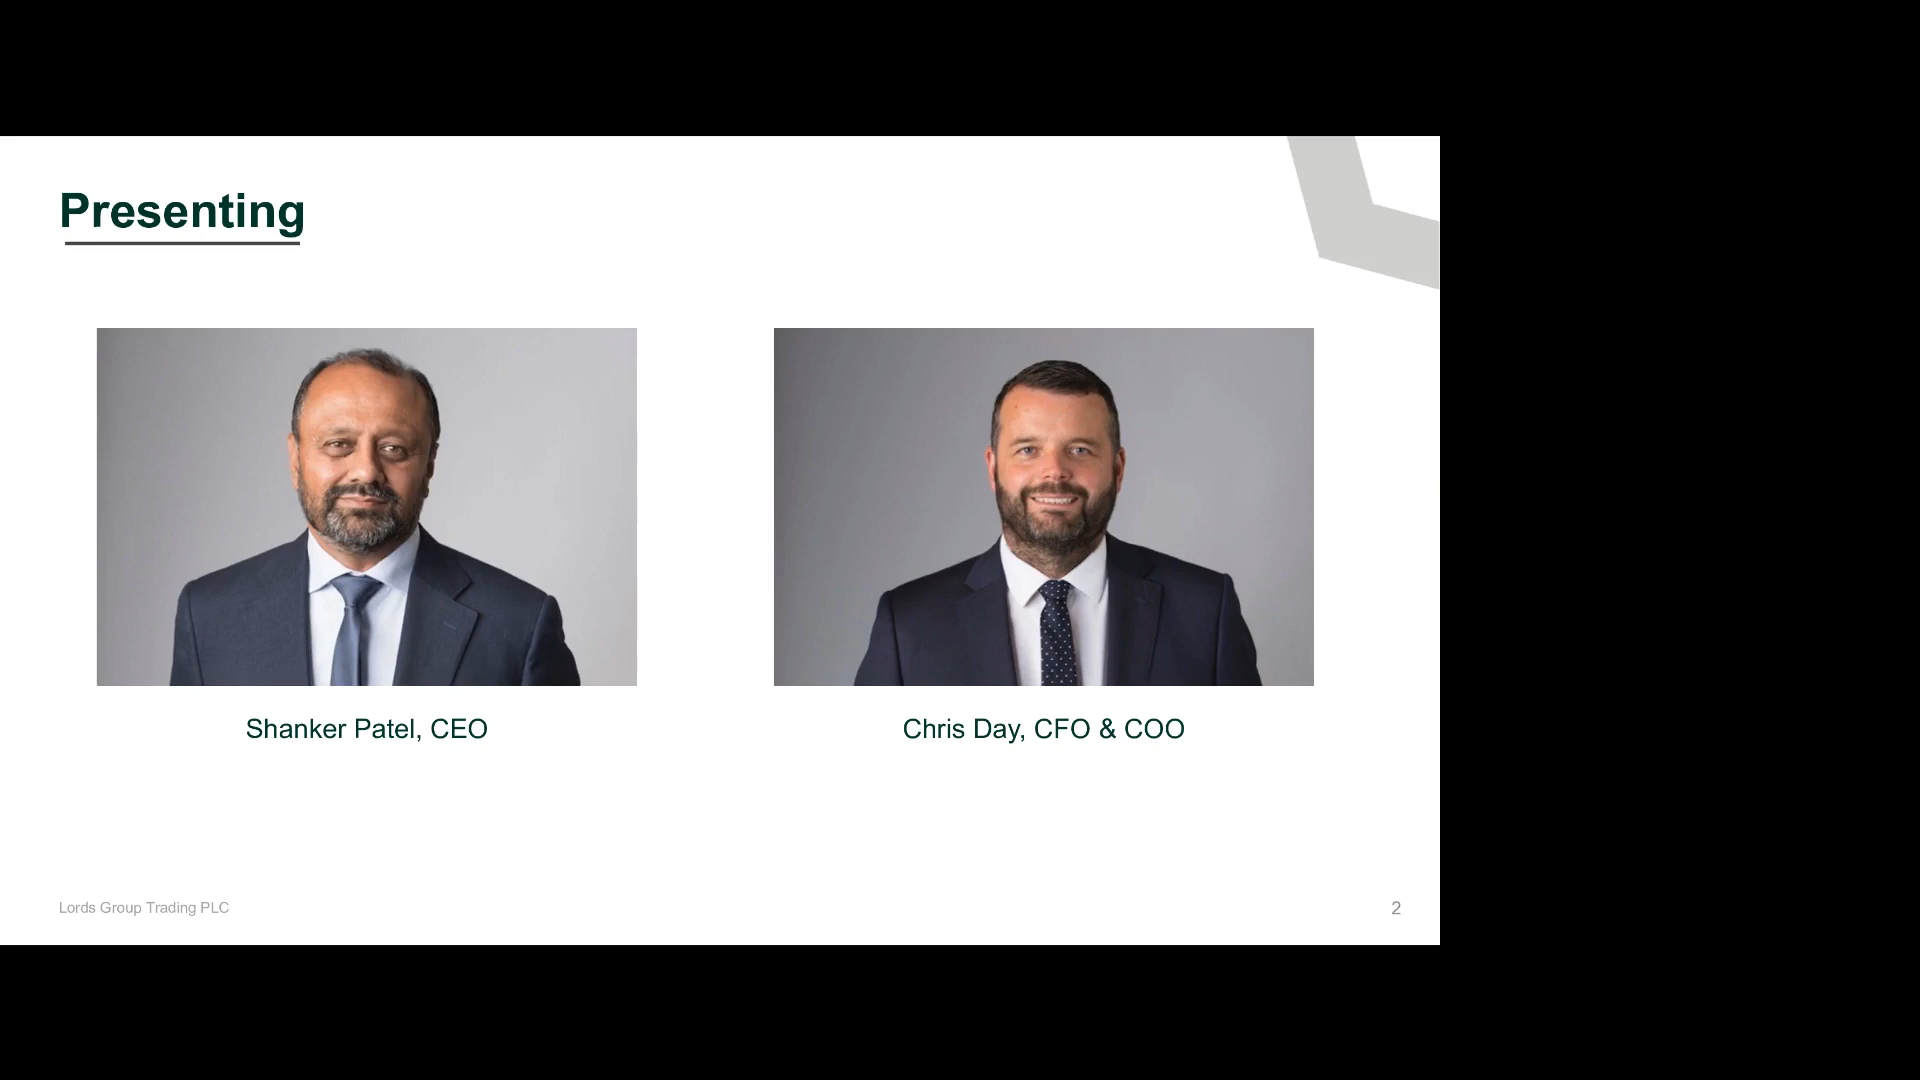 Presenting
Shanker Patel, CEO
Chris Day, CFO & COO
Lords Group Trading PLC
2